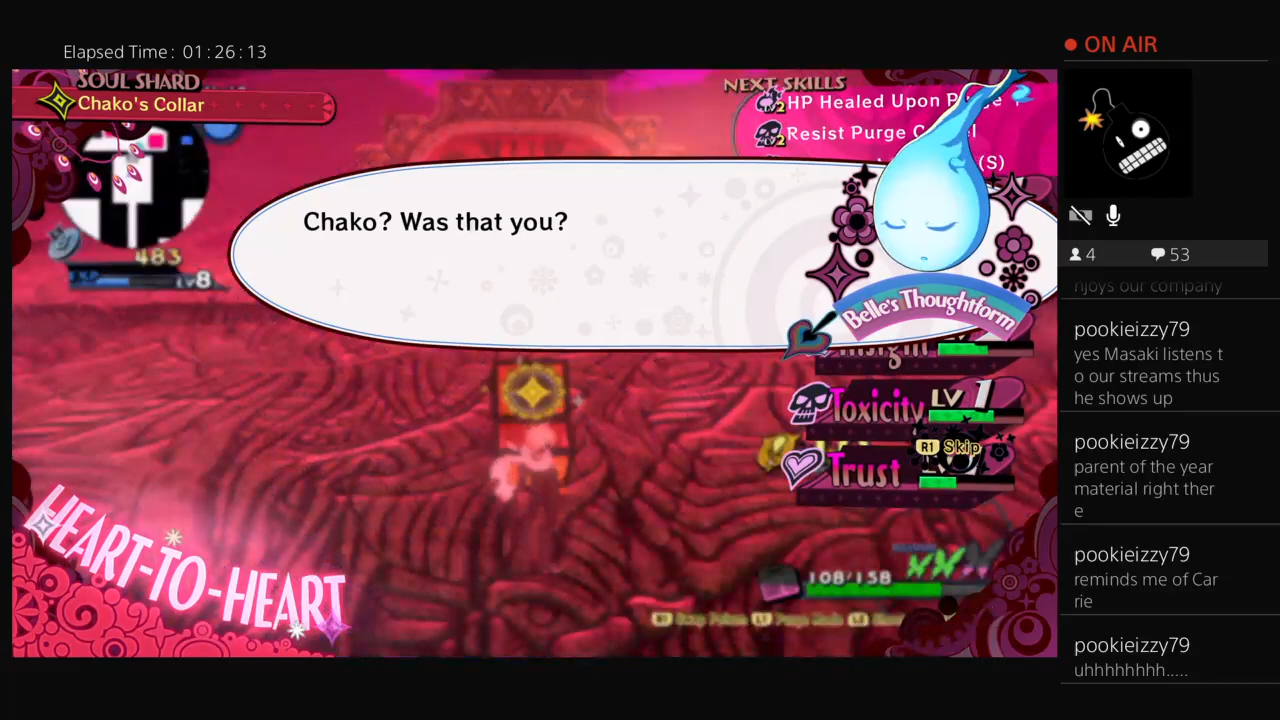 Elapsed Time: 01:26:13
ON AIR
SOUL SHARD
Chako's Collar
NEXT SKILLS
LV2 HP Healed Upon
LV2 Resist Purge
(S)
Chako? Was that you?
Belle's Thoughtform
483
EXP LV8
Toxicity LV 1
R1 Skip
Trust
108/158
HEART-TO-HEART
4 53
njoys our company
pookieizzy79
yes Masaki listens t
o our streams thus
he shows up
pookieizzy79
parent of the year
material right ther
e
pookieizzy79
reminds me of Car
rie
pookieizzy79
uhhhhhhhh.....